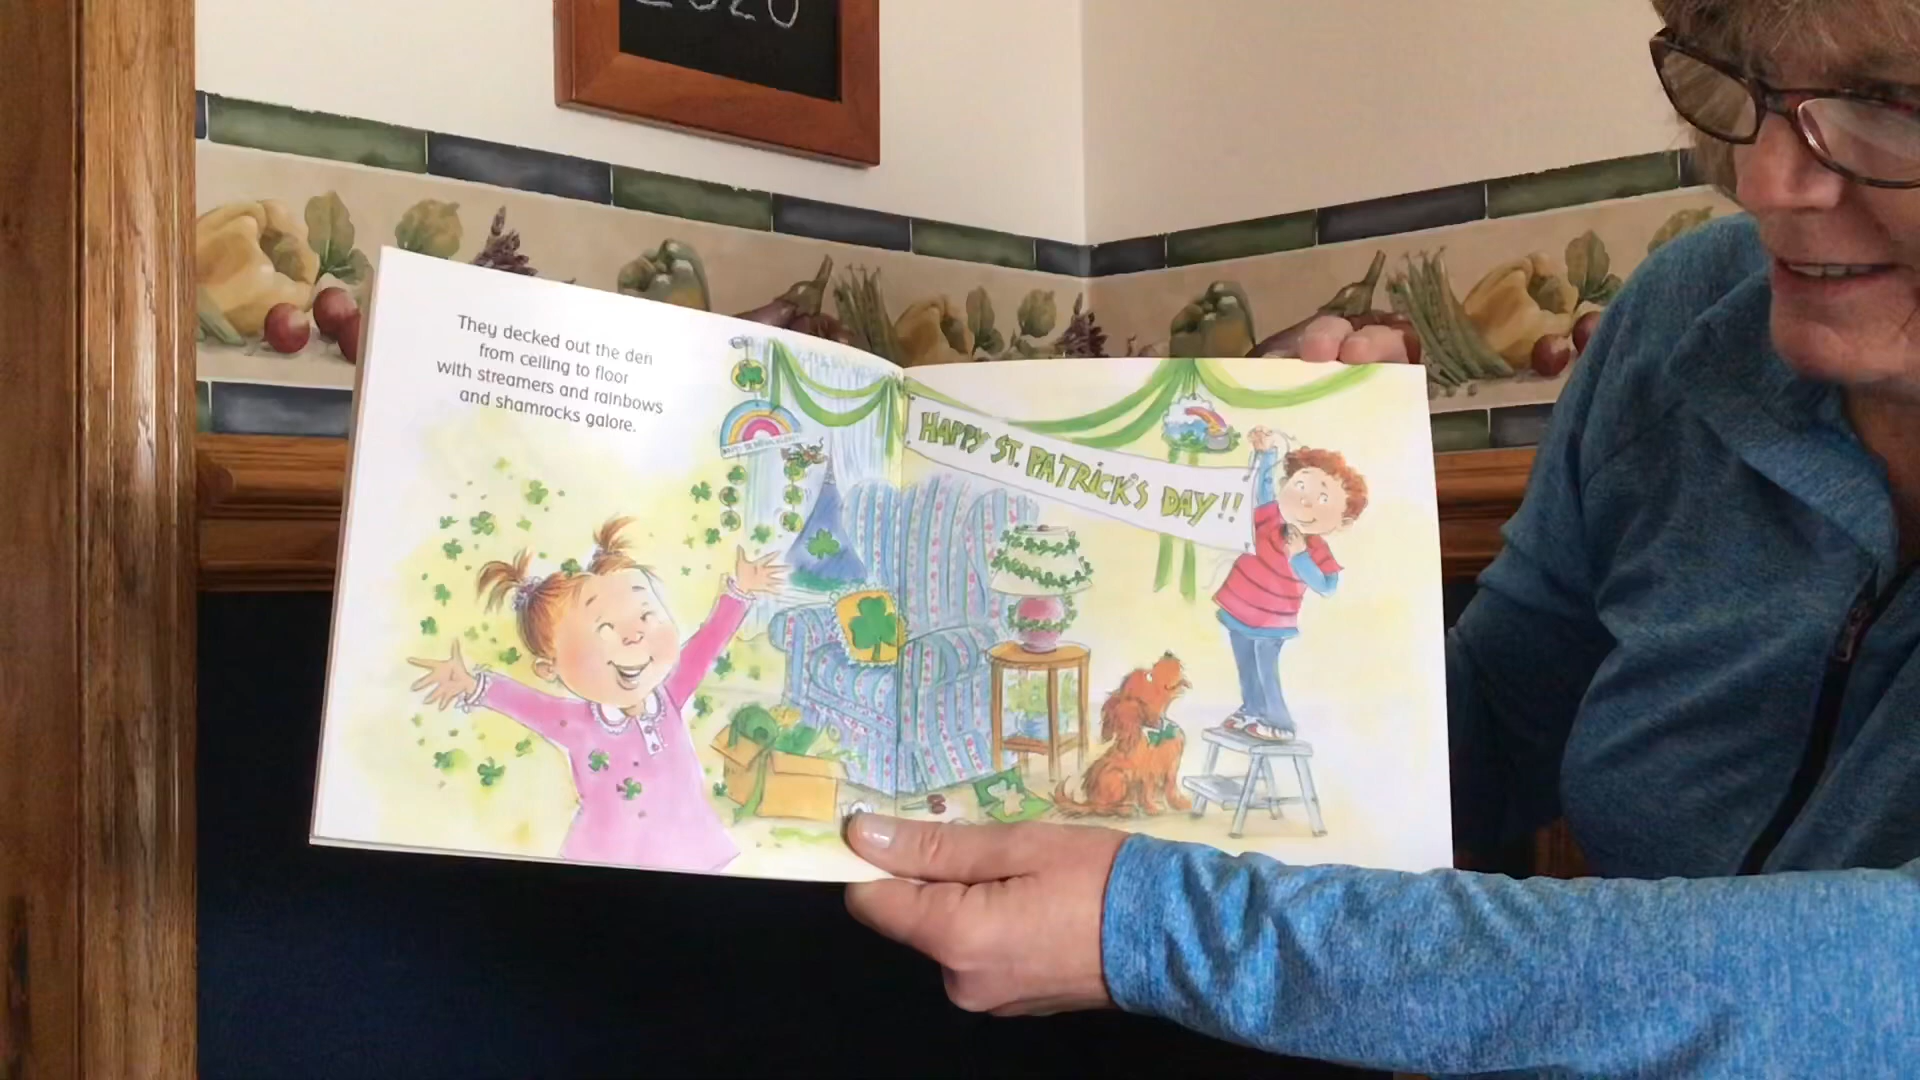 2020
They decked out the den
from ceiling to floor
with streamers and rainbows
and shamrocks galore.
HAPPY ST. PATRICK'S DAY!!